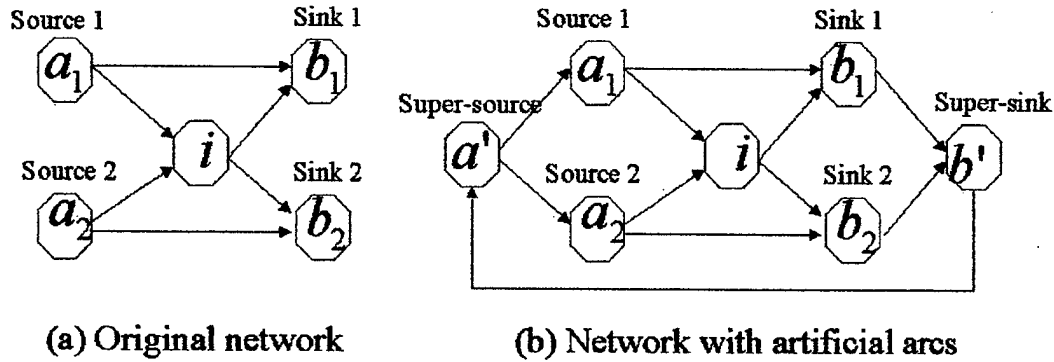 Source 1
Sink 1
a1
b1
i
Source 2
Sink 2
a2
b2
(a) Original network
Source 1
Sink 1
a1
b1
Super-source
Super-sink
a'
i
b'
Source 2
Sink 2
a2
b2
(b) Network with artificial arcs